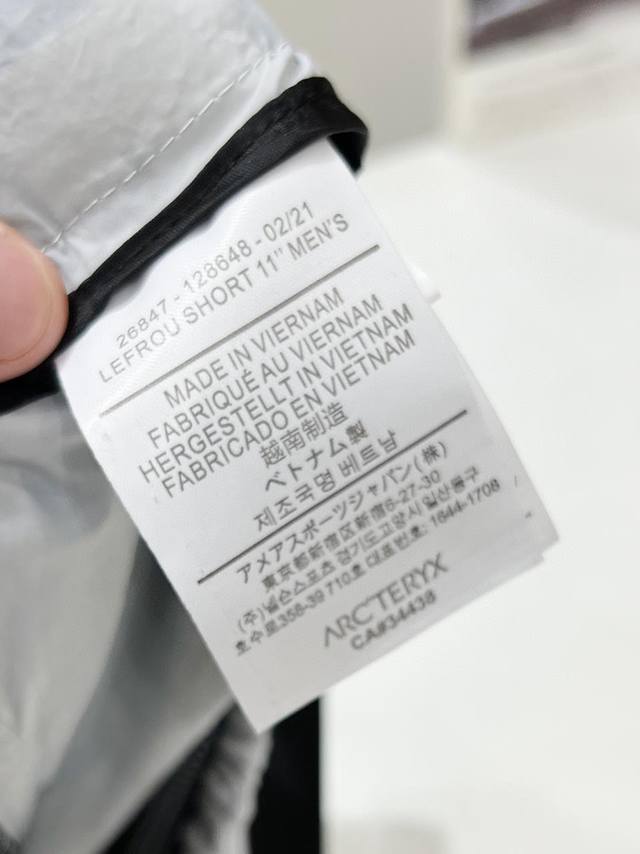 26847 - 128648 - 02/21
LEFROU SHORT 11" MEN'S
MADE IN VIERNAM
FABRIQUÉ AU VIERNAM
HERGESTELLT IN VIETNAM
FABRICADO EN VIETNAM
越南制造
ベトナム製
제조국명 베트남
アメアスポーツジャパン (株)
東京都新宿区新宿6-27-30
(주)넬슨스포츠 경기도고양시일산동구
호수로358-39 710호 대표번호: 1644-1708
ARC'TERYX
CA#34438